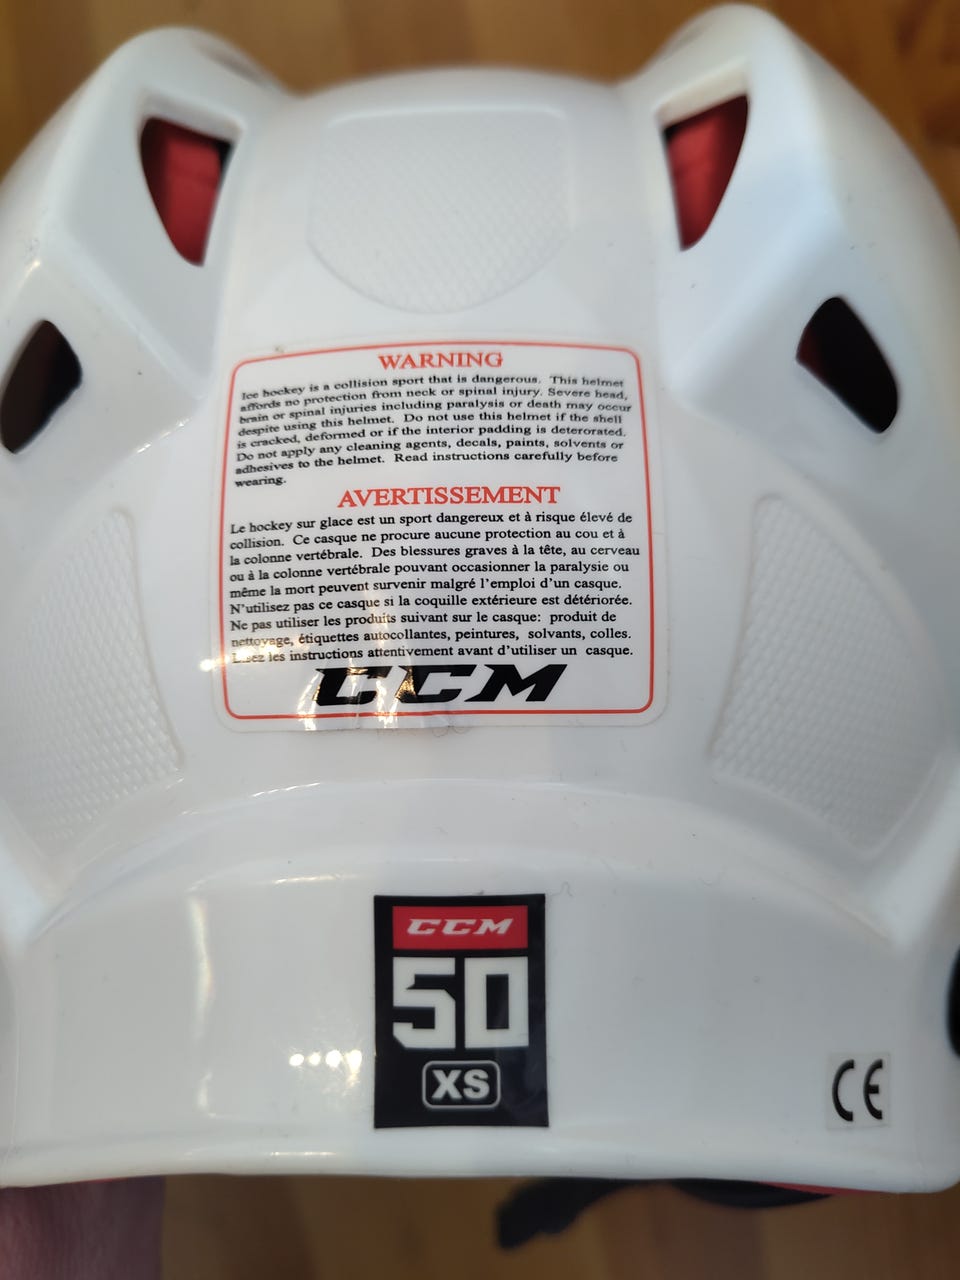 WARNING
Ice hockey is a collision sport that is dangerous. This helmet
affords no protection from neck or spinal injury. Severe head,
brain or spinal injuries including paralysis or death may occur
despite using this helmet. Do not use this helmet if the shell
is cracked, deformed or if the interior padding is deterorated.
Do not apply any cleaning agents, decals, paints, solvents or
adhesives to the helmet. Read instructions carefully before
wearing.
AVERTISSEMENT
Le hockey sur glace est un sport dangereux et à risque élevé de
collision. Ce casque ne procure aucune protection au cou et à
la colonne vertébrale. Des blessures graves à la tête, au cerveau
ou à la colonne vertébrale pouvant occasionner la paralysie ou
même la mort peuvent survenir malgré l'emploi d'un casque.
N'utilisez pas ce casque si la coquille extérieure est détériorée.
Ne pas utiliser les produits suivant sur le casque: produit de
nettoyage, étiquettes autocollantes, peintures, solvants, colles.
Lisez les instructions attentivement avant d'utiliser un casque.
CCM
CCM
50
XS
CE